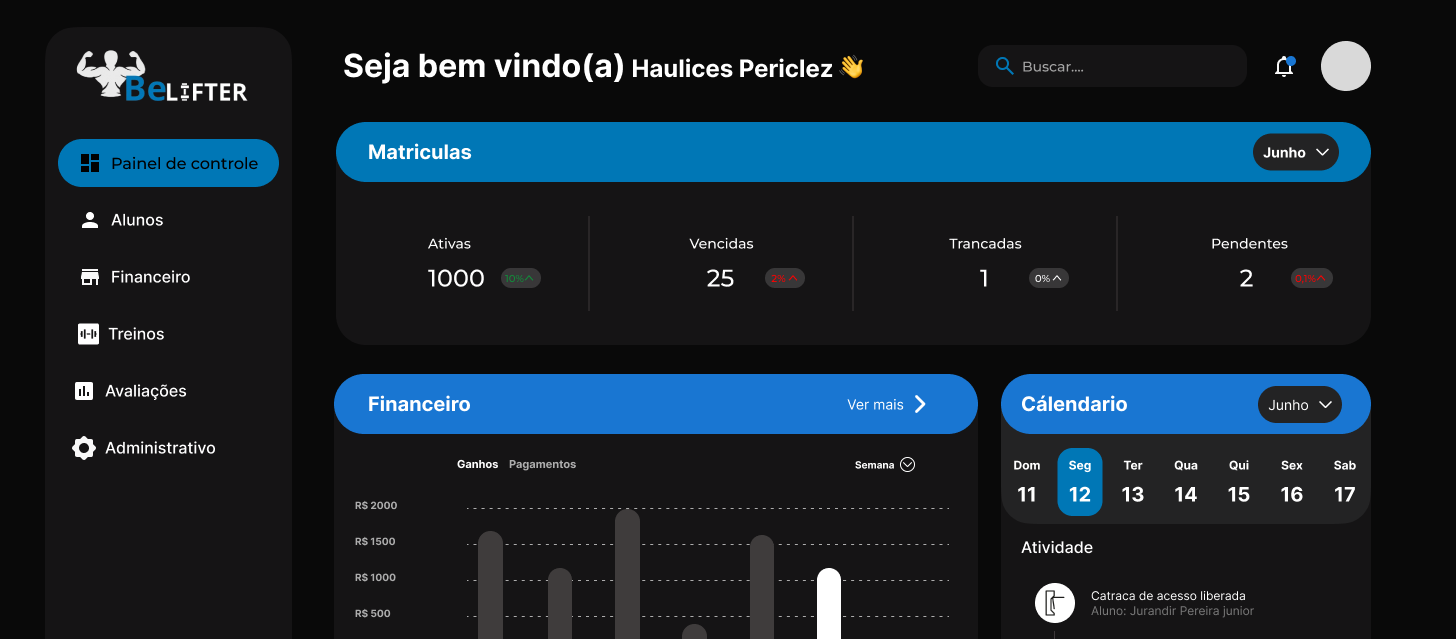 BeLIFTER
Seja bem vindo(a) Haulices Periclez 👋
Buscar....
Painel de controle
Alunos
Financeiro
Treinos
Avaliações
Administrativo
Matriculas
Junho
Ativas
1000 10%
Vencidas
25 2%
Trancadas
1 0%
Pendentes
2 0,1%
Financeiro
Ver mais
Ganhos Pagamentos
Semana
R$ 2000
R$ 1500
R$ 1000
R$ 500
Cálendario
Junho
Dom Seg Ter Qua Qui Sex Sab
11 12 13 14 15 16 17
Atividade
Catraca de acesso liberada
Aluno: Jurandir Pereira junior